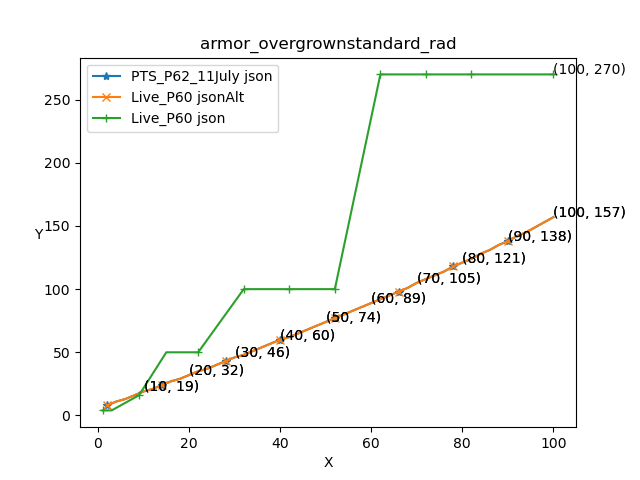 armor_overgrownstandard_rad
PTS_P62_11July json
Live_P60 jsonAlt
Live_P60 json
(100, 270)
250
200
(100, 157)
Y
150
(90, 138)
(80, 121)
(70, 105)
100
(60, 89)
(50, 74)
(40, 60)
50
(30, 46)
(20, 32)
(10, 19)
0
0 20 40 60 80 100
X